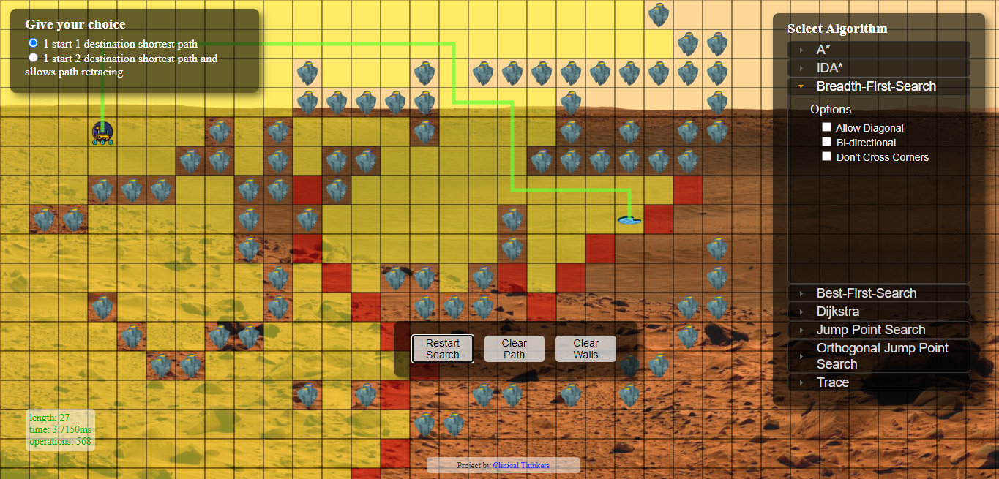 Give your choice
1 start 1 destination shortest path
1 start 2 destination shortest path and
allows path retracing
Select Algorithm
A*
IDA*
Breadth-First-Search
Options
Allow Diagonal
Bi-directional
Don't Cross Corners
Best-First-Search
Dijkstra
Jump Point Search
Orthogonal Jump Point
Search
Trace
Restart
Search
Clear
Path
Clear
Walls
length: 27
time: 3.7150ms
operations: 568
Project by Clinical Thinkers